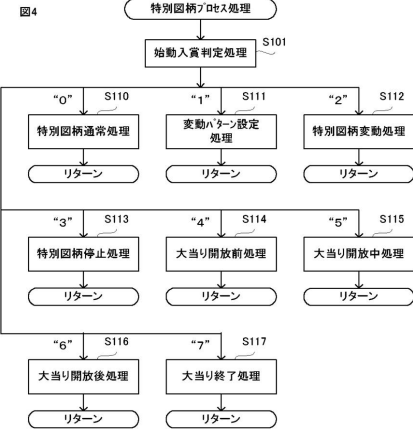 図4
特別図柄プロセス処理
S101
始動入賞判定処理
“0” S110
特別図柄通常処理
リターン
“1” S111
変動パターン設定
処理
リターン
“2” S112
特別図柄変動処理
リターン
“3” S113
特別図柄停止処理
リターン
“4” S114
大当り開放前処理
リターン
“5” S115
大当り開放中処理
リターン
“6” S116
大当り開放後処理
リターン
“7” S117
大当り終了処理
リターン